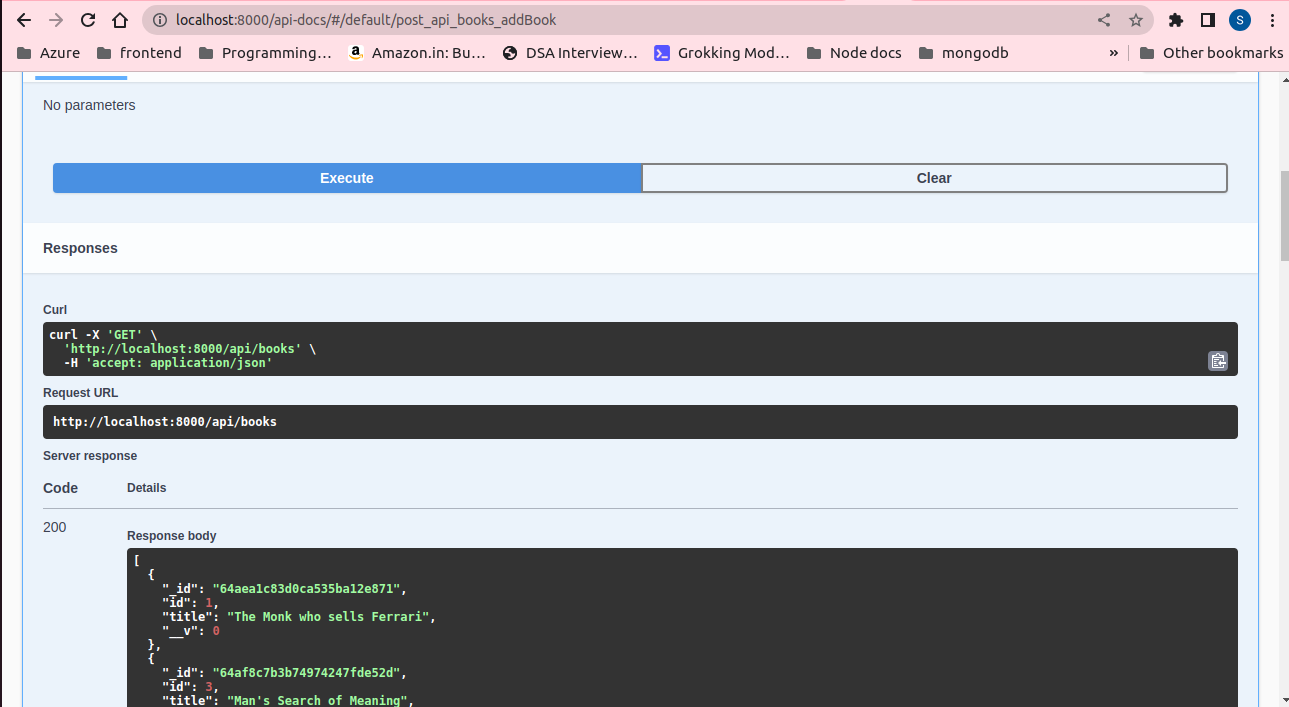 localhost:8000/api-docs/#/default/post_api_books_addBook
S
Azure frontend Programming... Amazon.in: Bu... DSA Interview... Grokking Mod... Node docs mongodb » Other bookmarks
No parameters
Execute Clear
Responses
Curl
curl -X 'GET' \
'http://localhost:8000/api/books' \
-H 'accept: application/json'
Request URL
http://localhost:8000/api/books
Server response
Code Details
200
Response body
[
{
"_id": "64aea1c83d0ca535ba12e871",
"id": 1,
"title": "The Monk who sells Ferrari",
"__v": 0
},
{
"_id": "64af8c7b3b74974247fde52d",
"id": 3,
"title": "Man's Search of Meaning",